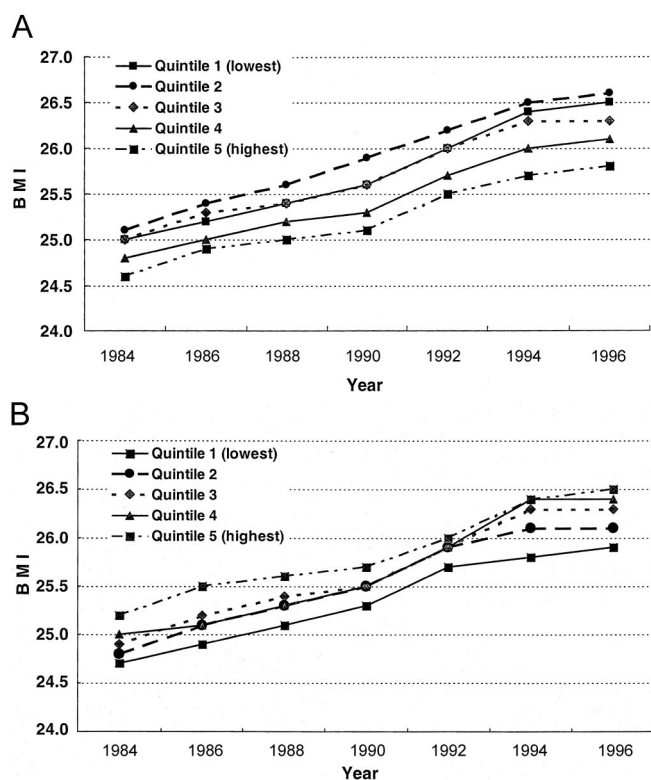 A
27.0
26.5
26.0
25.5
25.0
24.5
24.0
BMI
Quintile 1 (lowest)
Quintile 2
Quintile 3
Quintile 4
Quintile 5 (highest)
1984 1986 1988 1990 1992 1994 1996
Year
B
27.0
26.5
26.0
25.5
25.0
24.5
24.0
BMI
Quintile 1 (lowest)
Quintile 2
Quintile 3
Quintile 4
Quintile 5 (highest)
1984 1986 1988 1990 1992 1994 1996
Year